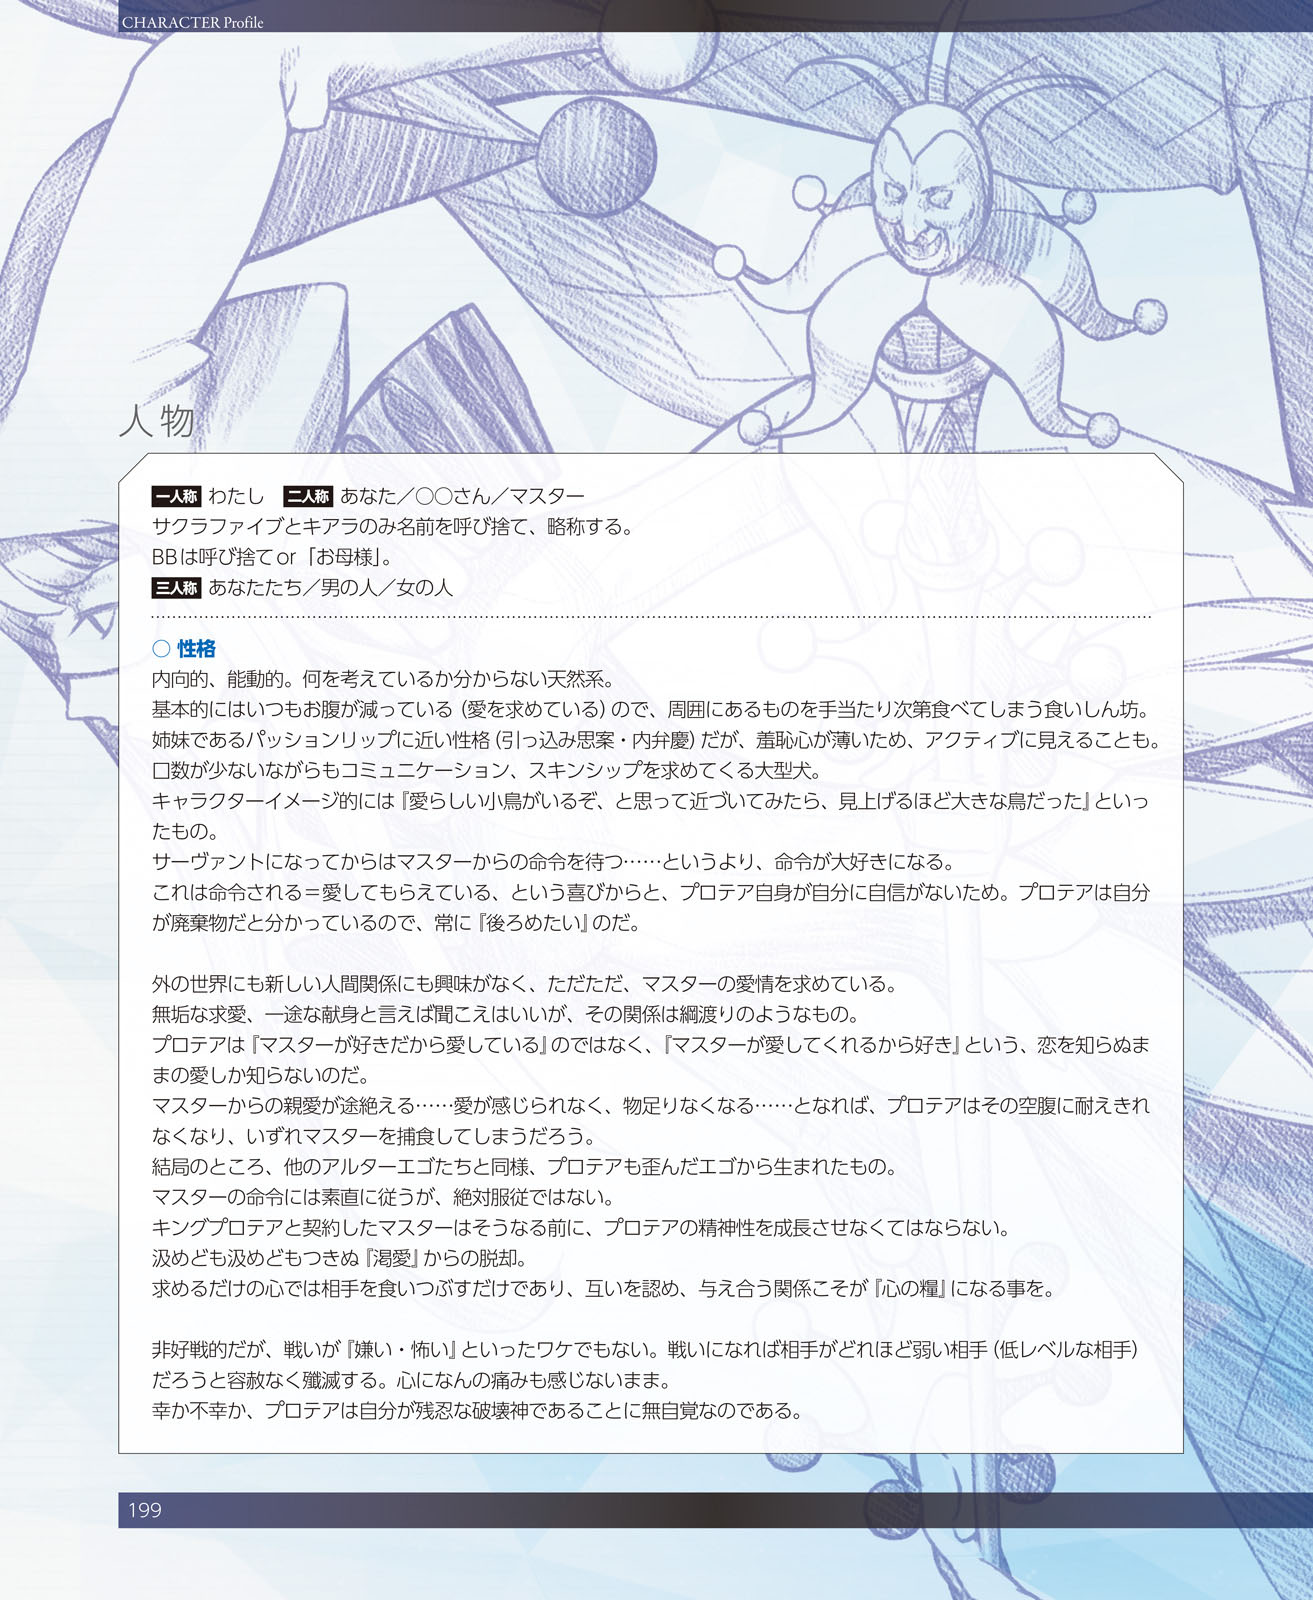 CHARACTER Profile
人物
一人称 わたし 二人称 あなた／○○さん／マスター
サクラファイブとキアラのみ名前を呼び捨て、略称する。
BBは呼び捨てor「お母様」。
三人称 あなたたち／男の人／女の人
○ 性格
内向的、能動的。何を考えているか分からない天然系。
基本的にはいつもお腹が減っている（愛を求めている）ので、周囲にあるものを手当たり次第食べてしまう食いしん坊。
姉妹であるパッションリップに近い性格（引っ込み思案・内弁慶）だが、羞恥心が薄いため、アクティブに見えることも。
口数が少ないながらもコミュニケーション、スキンシップを求めてくる大型犬。
キャラクターイメージ的には『愛らしい小鳥がいるぞ、と思って近づいてみたら、見上げるほど大きな鳥だった』といっ
たもの。
サーヴァントになってからはマスターからの命令を待つ……というより、命令が大好きになる。
これは命令される＝愛してもらえている、という喜びからと、プロテア自身が自分に自信がないため。プロテアは自分
が廃棄物だと分かっているので、常に『後ろめたい』のだ。
外の世界にも新しい人間関係にも興味がなく、ただただ、マスターの愛情を求めている。
無垢な求愛、一途な献身と言えば聞こえはいいが、その関係は綱渡りのようなもの。
プロテアは『マスターが好きだから愛している』のではなく、『マスターが愛してくれるから好き』という、恋を知らぬま
まの愛しか知らないのだ。
マスターからの親愛が途絶える……愛が感じられなく、物足りなくなる……となれば、プロテアはその空腹に耐えきれ
なくなり、いずれマスターを捕食してしまうだろう。
結局のところ、他のアルターエゴたちと同様、プロテアも歪んだエゴから生まれたもの。
マスターの命令には素直に従うが、絶対服従ではない。
キングプロテアと契約したマスターはそうなる前に、プロテアの精神性を成長させなくてはならない。
汲めども汲めどもつきぬ『渇愛』からの脱却。
求めるだけの心では相手を食いつぶすだけであり、互いを認め、与え合う関係こそが『心の糧』になる事を。
非好戦的だが、戦いが『嫌い・怖い』といったワケでもない。戦いになれば相手がどれほど弱い相手（低レベルな相手）
だろうと容赦なく殲滅する。心になんの痛みも感じないまま。
幸か不幸か、プロテアは自分が残忍な破壊神であることに無自覚なのである。
199